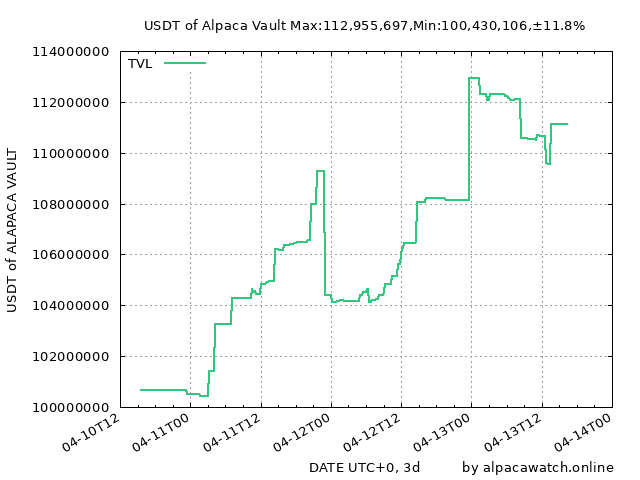 USDT of Alpaca Vault Max:112,955,697,Min:100,430,106,±11.8%
TVL
USDT of ALAPACA VAULT
114000000
112000000
110000000
108000000
106000000
104000000
102000000
100000000
04-10T12
04-11T00
04-11T12
04-12T00
04-12T12
04-13T00
04-13T12
04-14T00
DATE UTC+0, 3d
by alpacawatch.online